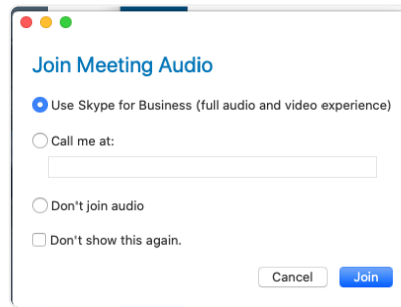 Join Meeting Audio
Use Skype for Business (full audio and video experience)
Call me at:
Don't join audio
Don't show this again.
Cancel Join